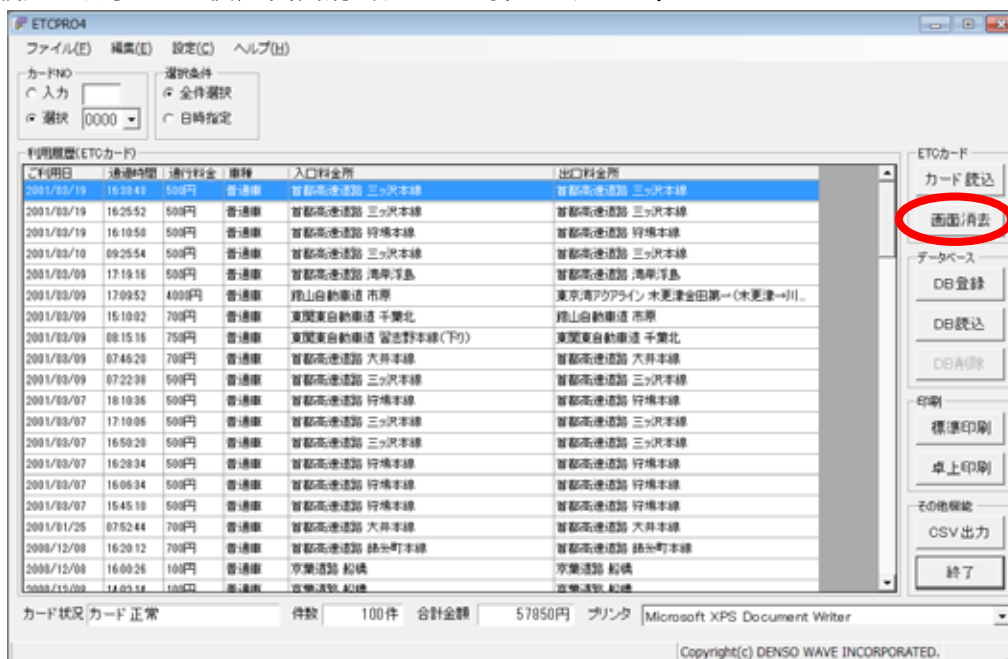 ETCPRO4
ファイル(F) 編集(E) 設定(C) ヘルプ(H)
カードNO 選択条件
入力 全件選択
選択 0000 日時指定
利用履歴(ETCカード) ETCカード
カード読込
画面消去
データベース
DB登録
DB読込
DB削除
印刷
標準印刷
卓上印刷
その他機能
CSV出力
終了
ご利用日 通過時間 通行料金 車種 入口料金所 出口料金所
2001/03/19 16:38:48 500円 普通車 首都高速道路 三ッ沢本線 首都高速道路 三ッ沢本線
2001/03/19 16:25:52 500円 普通車 首都高速道路 三ッ沢本線 首都高速道路 三ッ沢本線
2001/03/19 16:10:50 500円 普通車 首都高速道路 狩場本線 首都高速道路 狩場本線
2001/03/10 09:25:54 500円 普通車 首都高速道路 三ッ沢本線 首都高速道路 三ッ沢本線
2001/03/09 17:19:16 500円 普通車 首都高速道路 湾岸浮島 首都高速道路 湾岸浮島
2001/03/09 17:09:52 4000円 普通車 館山自動車道 市原 東京湾アクアライン 木更津金田第一(木更津→川...
2001/03/09 15:10:02 700円 普通車 東関東自動車道 千葉北 館山自動車道 市原
2001/03/09 08:15:16 750円 普通車 東関東自動車道 習志野本線(下り) 東関東自動車道 千葉北
2001/03/09 07:46:20 700円 普通車 首都高速道路 大井本線 首都高速道路 大井本線
2001/03/09 07:22:38 500円 普通車 首都高速道路 三ッ沢本線 首都高速道路 三ッ沢本線
2001/03/07 18:10:36 500円 普通車 首都高速道路 狩場本線 首都高速道路 狩場本線
2001/03/07 17:10:06 500円 普通車 首都高速道路 三ッ沢本線 首都高速道路 三ッ沢本線
2001/03/07 16:50:20 500円 普通車 首都高速道路 三ッ沢本線 首都高速道路 三ッ沢本線
2001/03/07 16:28:34 500円 普通車 首都高速道路 狩場本線 首都高速道路 狩場本線
2001/03/07 16:06:34 500円 普通車 首都高速道路 狩場本線 首都高速道路 狩場本線
2001/03/07 15:45:10 500円 普通車 首都高速道路 狩場本線 首都高速道路 狩場本線
2001/01/25 07:52:44 700円 普通車 首都高速道路 大井本線 首都高速道路 大井本線
2000/12/08 16:20:12 700円 普通車 首都高速道路 錦糸町本線 首都高速道路 錦糸町本線
2000/12/08 16:00:26 100円 普通車 京葉道路 船橋 京葉道路 船橋
カード状況 カード 正常 件数 100件 合計金額 57850円 プリンタ Microsoft XPS Document Writer
Copyright(c) DENSO WAVE INCORPORATED.